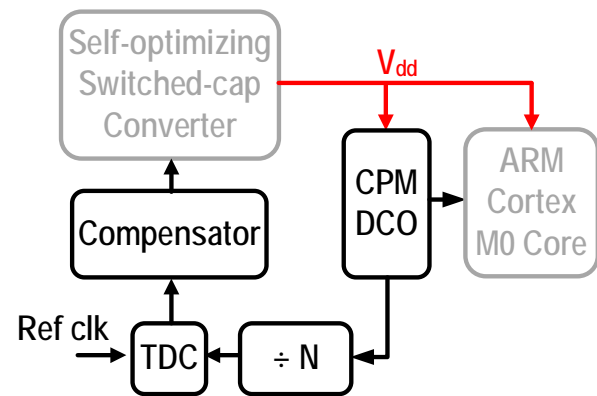 Self-optimizing
Switched-cap
Converter
Vdd
CPM
DCO
ARM
Cortex
M0 Core
Compensator
Ref clk
TDC
÷ N